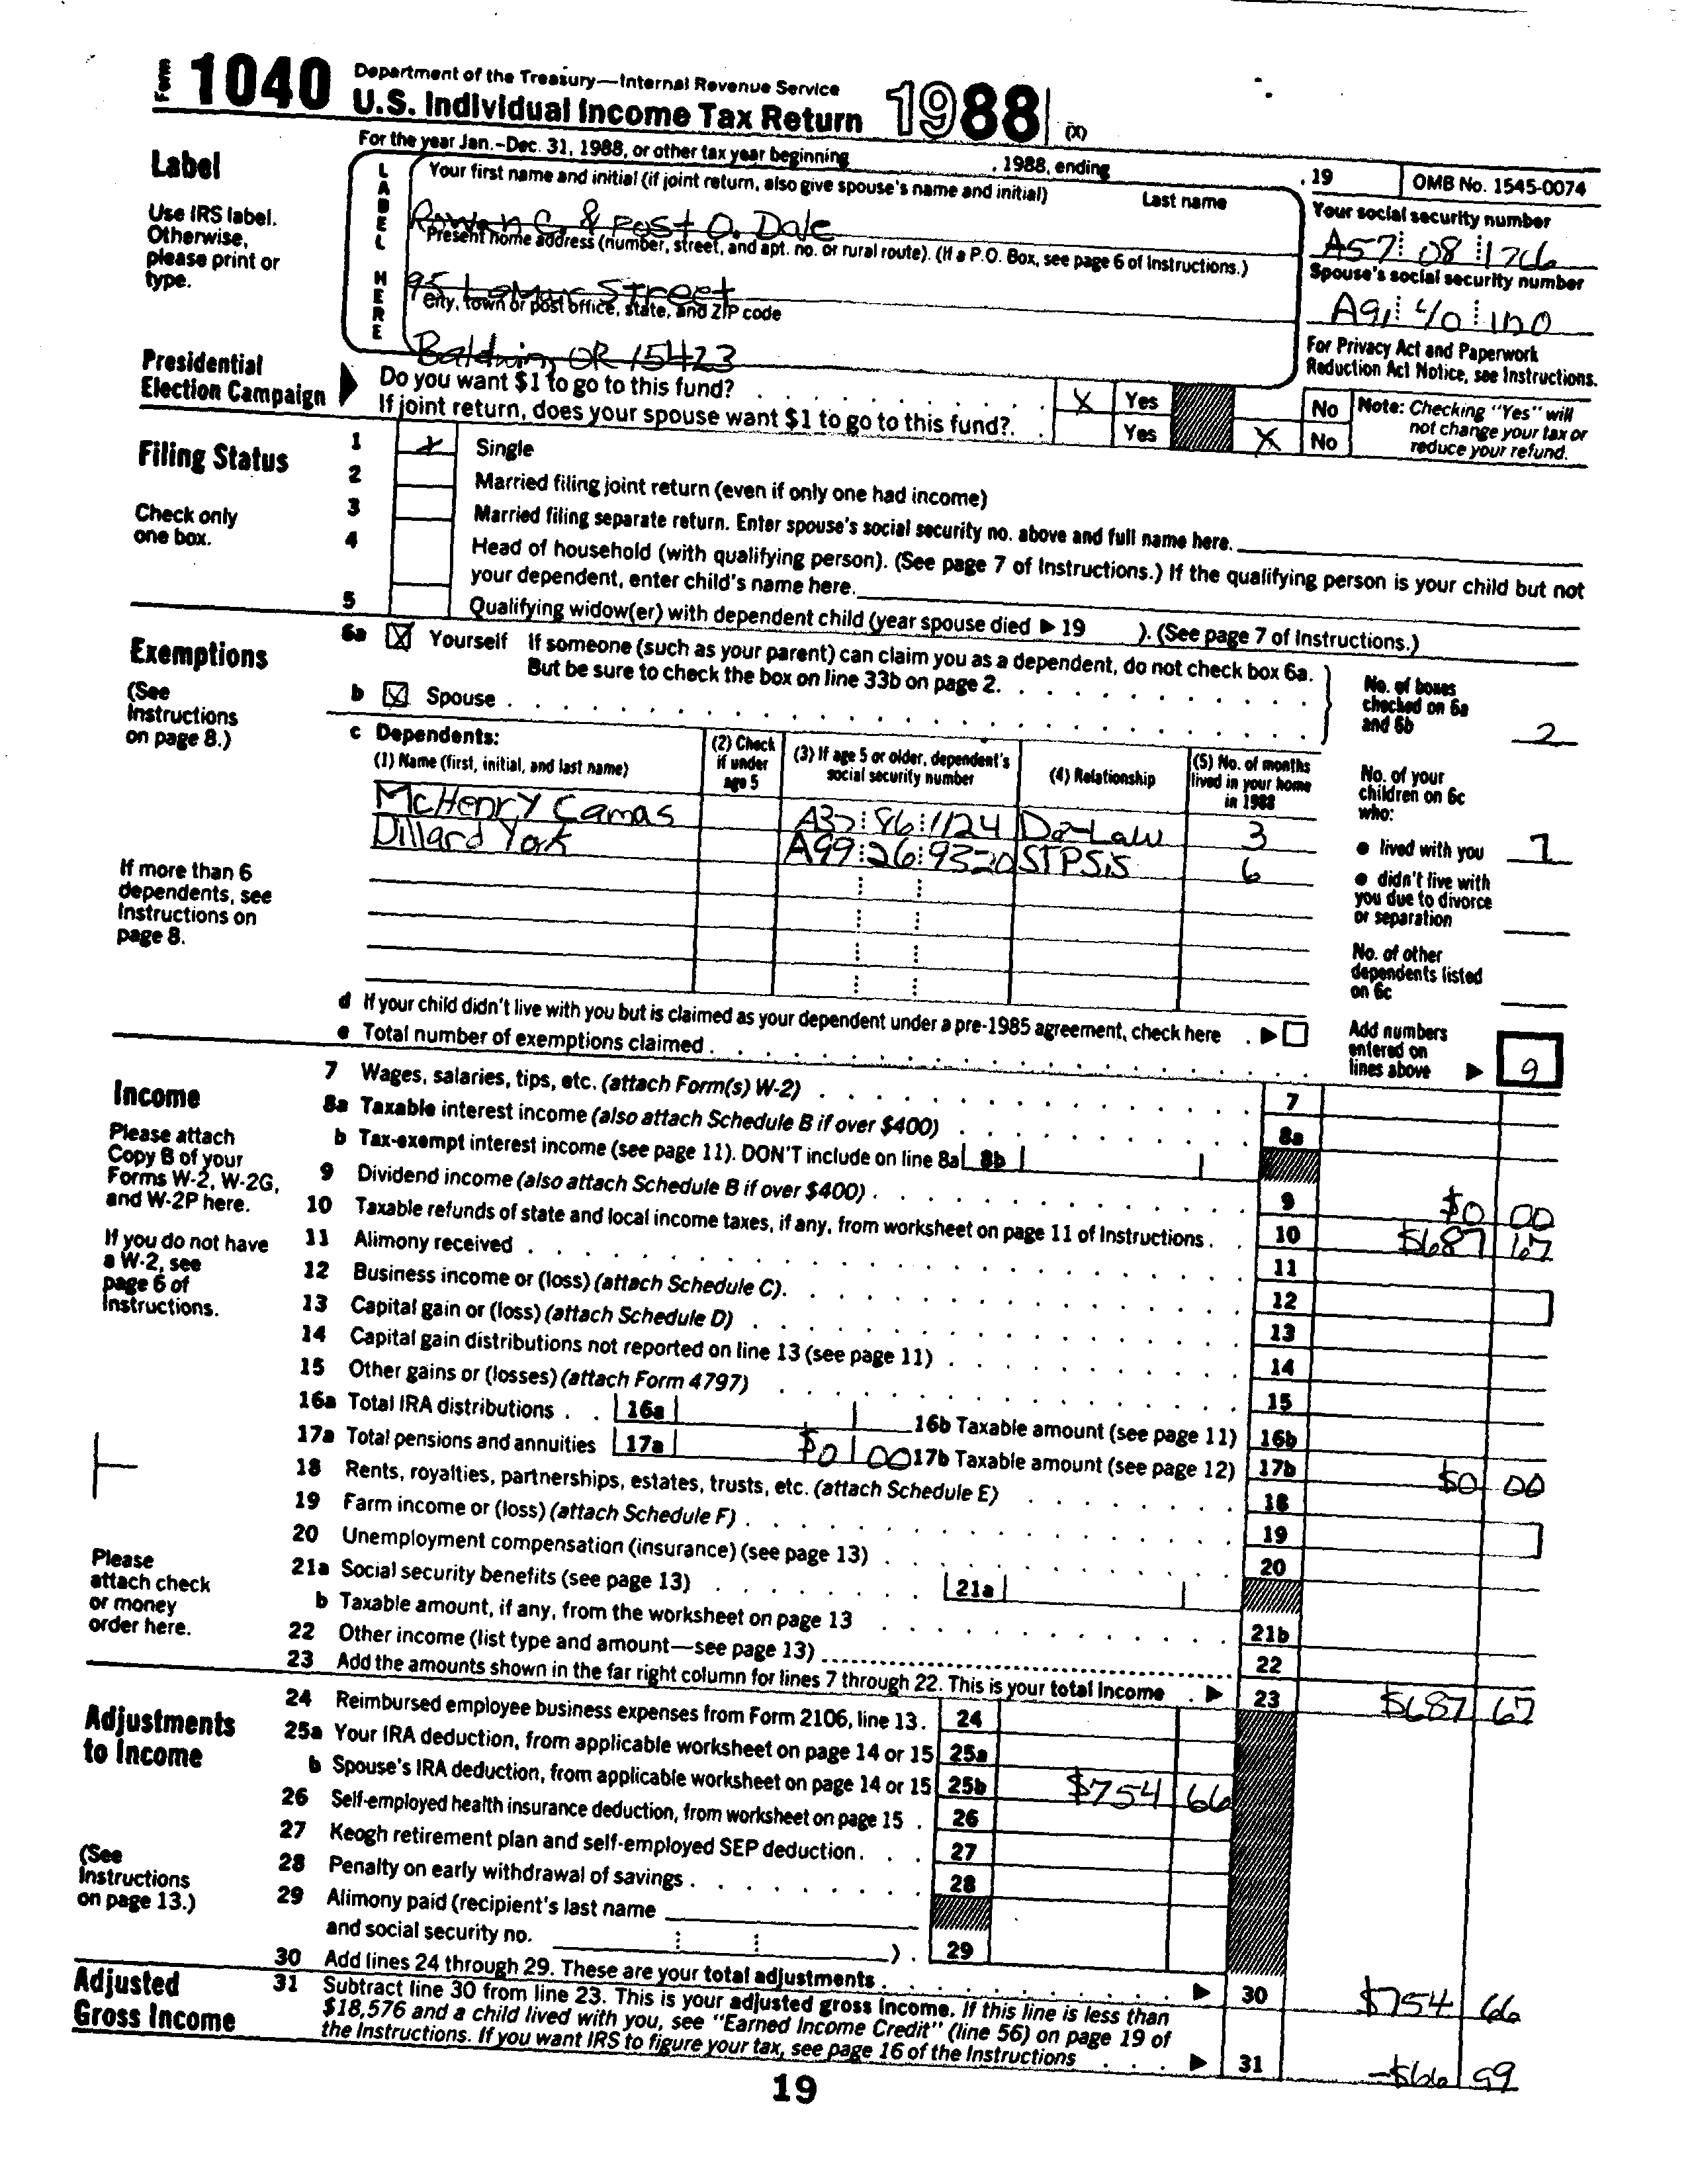 Form 1040 Department of the Treasury—Internal Revenue Service
U.S. Individual Income Tax Return 1988 (X)
For the year Jan.–Dec. 31, 1988, or other tax year beginning , 1988, ending , 19 OMB No. 1545-0074
Label
Use IRS label.
Otherwise,
please print or
type.
LABEL HERE
Your first name and initial (if joint return, also give spouse's name and initial) Last name
Rowan C. & Post O. Dale
Your social security number
A57 08 1766
Present home address (number, street, and apt. no. or rural route). (If a P.O. Box, see page 6 of Instructions.)
95 Street
Spouse's social security number
A91 40 1120
City, town or post office, state, and ZIP code
Baldwin, OR 15423
For Privacy Act and Paperwork
Reduction Act Notice, see Instructions.
Presidential
Election Campaign
Do you want $1 to go to this fund? X Yes No
If joint return, does your spouse want $1 to go to this fund? Yes X No
Note: Checking "Yes" will
not change your tax or
reduce your refund.
Filing Status
Check only
one box.
1 X Single
2 Married filing joint return (even if only one had income)
3 Married filing separate return. Enter spouse's social security no. above and full name here.
4 Head of household (with qualifying person). (See page 7 of Instructions.) If the qualifying person is your child but not
your dependent, enter child's name here.
5 Qualifying widow(er) with dependent child (year spouse died ▶ 19 ). (See page 7 of Instructions.)
Exemptions
(See
Instructions
on page 8.)
6a X Yourself If someone (such as your parent) can claim you as a dependent, do not check box 6a.
But be sure to check the box on line 33b on page 2.
b X Spouse
No. of boxes
checked on 6a
and 6b 2
c Dependents:
(1) Name (first, initial, and last name)
(2) Check
if under
age 5
(3) If age 5 or older, dependent's
social security number
(4) Relationship
(5) No. of months
lived in your home
in 1988
McHenry Camas A37 86 1124 Da-Law 3
Dillard York A99 26 9320 STPSis 6
No. of your
children on 6c
who:
● lived with you 7
● didn't live with
you due to divorce
or separation
No. of other
dependents listed
on 6c
If more than 6
dependents, see
Instructions on
page 8.
d If your child didn't live with you but is claimed as your dependent under a pre-1985 agreement, check here ▶
e Total number of exemptions claimed
Add numbers
entered on
lines above ▶ 9
Income
Please attach
Copy B of your
Forms W-2, W-2G,
and W-2P here.
If you do not have
a W-2, see
page 6 of
Instructions.
Please
attach check
or money
order here.
7 Wages, salaries, tips, etc. (attach Form(s) W-2) 7
8a Taxable interest income (also attach Schedule B if over $400) 8a
b Tax-exempt interest income (see page 11). DON'T include on line 8a 8b
9 Dividend income (also attach Schedule B if over $400) 9 $0 00
10 Taxable refunds of state and local income taxes, if any, from worksheet on page 11 of Instructions 10 $687 67
11 Alimony received 11
12 Business income or (loss) (attach Schedule C) 12
13 Capital gain or (loss) (attach Schedule D) 13
14 Capital gain distributions not reported on line 13 (see page 11) 14
15 Other gains or (losses) (attach Form 4797) 15
16a Total IRA distributions 16a 16b Taxable amount (see page 11) 16b
17a Total pensions and annuities 17a $0 00 17b Taxable amount (see page 12) 17b $0 00
18 Rents, royalties, partnerships, estates, trusts, etc. (attach Schedule E) 18
19 Farm income or (loss) (attach Schedule F) 19
20 Unemployment compensation (insurance) (see page 13) 20
21a Social security benefits (see page 13) 21a
b Taxable amount, if any, from the worksheet on page 13 21b
22 Other income (list type and amount—see page 13) 22
23 Add the amounts shown in the far right column for lines 7 through 22. This is your total income ▶ 23 $687 67
Adjustments
to Income
(See
Instructions
on page 13.)
24 Reimbursed employee business expenses from Form 2106, line 13. 24
25a Your IRA deduction, from applicable worksheet on page 14 or 15 25a
b Spouse's IRA deduction, from applicable worksheet on page 14 or 15 25b $754 66
26 Self-employed health insurance deduction, from worksheet on page 15 26
27 Keogh retirement plan and self-employed SEP deduction 27
28 Penalty on early withdrawal of savings 28
29 Alimony paid (recipient's last name
and social security no. ) 29
30 Add lines 24 through 29. These are your total adjustments ▶ 30 $754 66
Adjusted
Gross Income
31 Subtract line 30 from line 23. This is your adjusted gross income. If this line is less than
$18,576 and a child lived with you, see "Earned Income Credit" (line 56) on page 19 of
the Instructions. If you want IRS to figure your tax, see page 16 of the Instructions ▶ 31 -$66 99
19